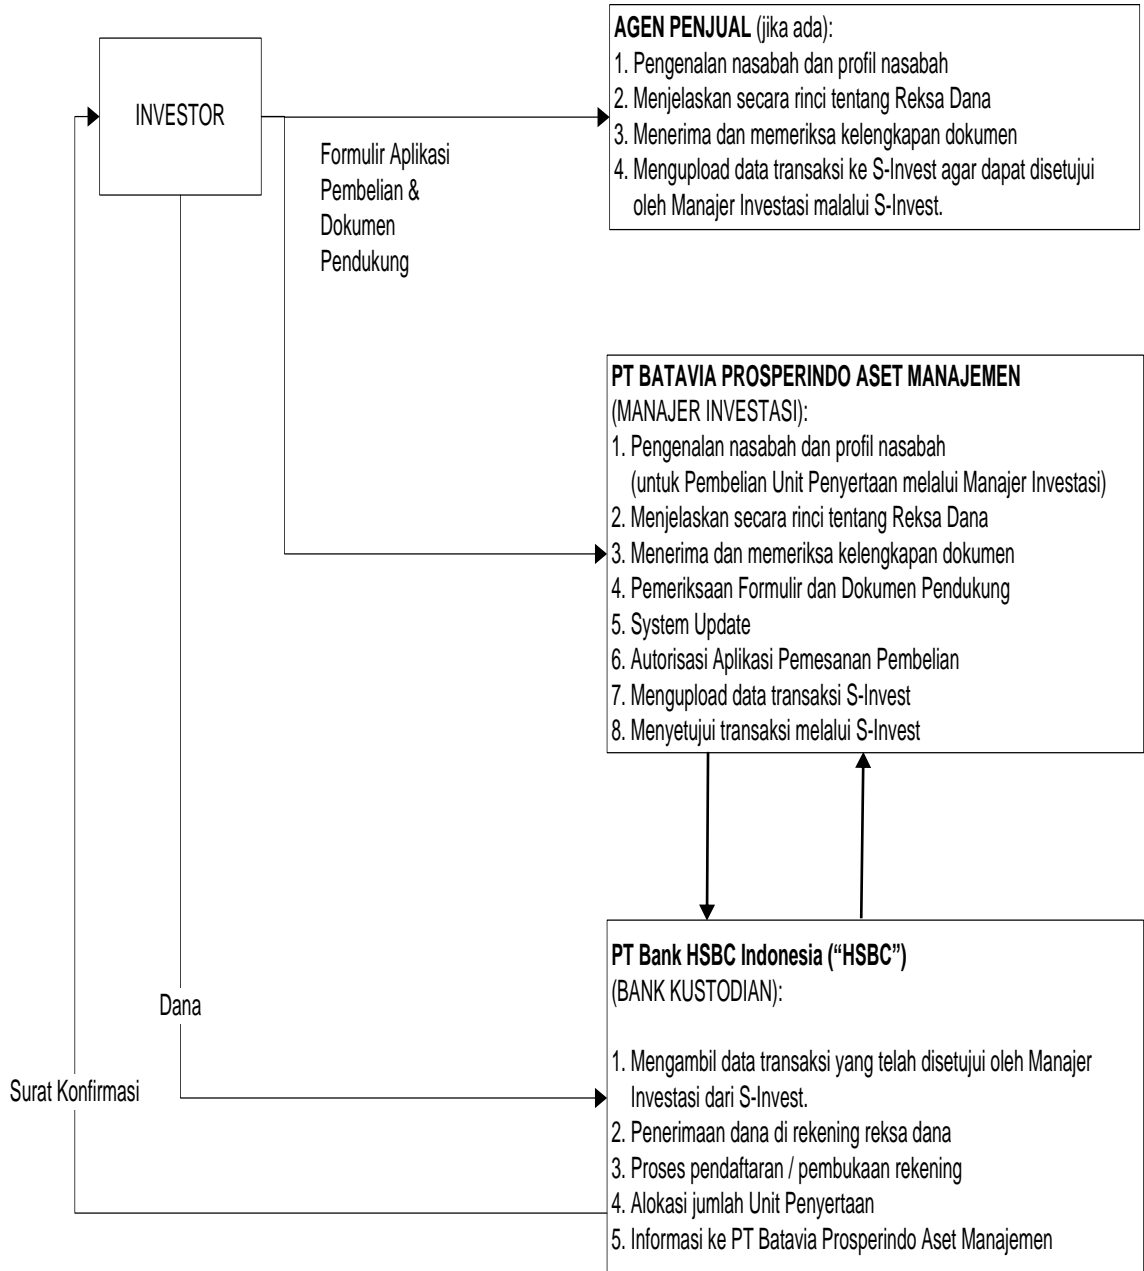 AGEN PENJUAL (jika ada):
1. Pengenalan nasabah dan profil nasabah
2. Menjelaskan secara rinci tentang Reksa Dana
3. Menerima dan memeriksa kelengkapan dokumen
4. Mengupload data transaksi ke S-Invest agar dapat disetujui
oleh Manajer Investasi malalui S-Invest.
INVESTOR
Formulir Aplikasi
Pembelian &
Dokumen
Pendukung
PT BATAVIA PROSPERINDO ASET MANAJEMEN
(MANAJER INVESTASI):
1. Pengenalan nasabah dan profil nasabah
(untuk Pembelian Unit Penyertaan melalui Manajer Investasi)
2. Menjelaskan secara rinci tentang Reksa Dana
3. Menerima dan memeriksa kelengkapan dokumen
4. Pemeriksaan Formulir dan Dokumen Pendukung
5. System Update
6. Autorisasi Aplikasi Pemesanan Pembelian
7. Mengupload data transaksi S-Invest
8. Menyetujui transaksi melalui S-Invest
PT Bank HSBC Indonesia (“HSBC”)
(BANK KUSTODIAN):
1. Mengambil data transaksi yang telah disetujui oleh Manajer
Investasi dari S-Invest.
2. Penerimaan dana di rekening reksa dana
3. Proses pendaftaran / pembukaan rekening
4. Alokasi jumlah Unit Penyertaan
5. Informasi ke PT Batavia Prosperindo Aset Manajemen
Dana
Surat Konfirmasi